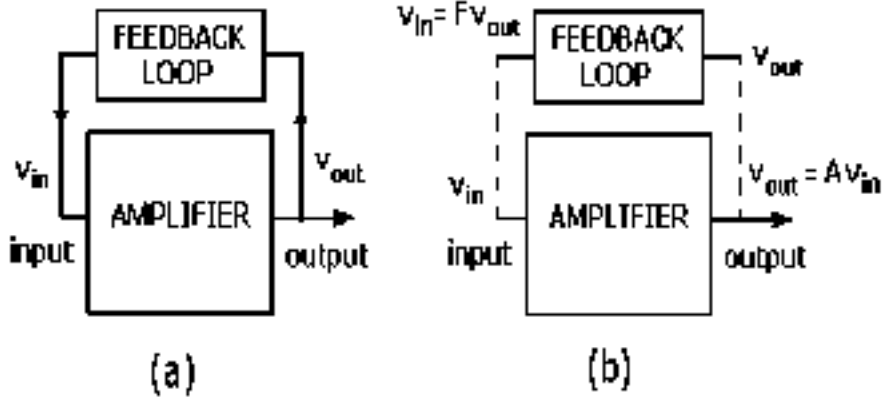 FEEDBACK
LOOP
v_in
v_out
AMPLIFIER
input
output
(a)
v_in = Fv_out
FEEDBACK
LOOP
v_out
v_in
v_out = Av_in
AMPLIFIER
input
output
(b)